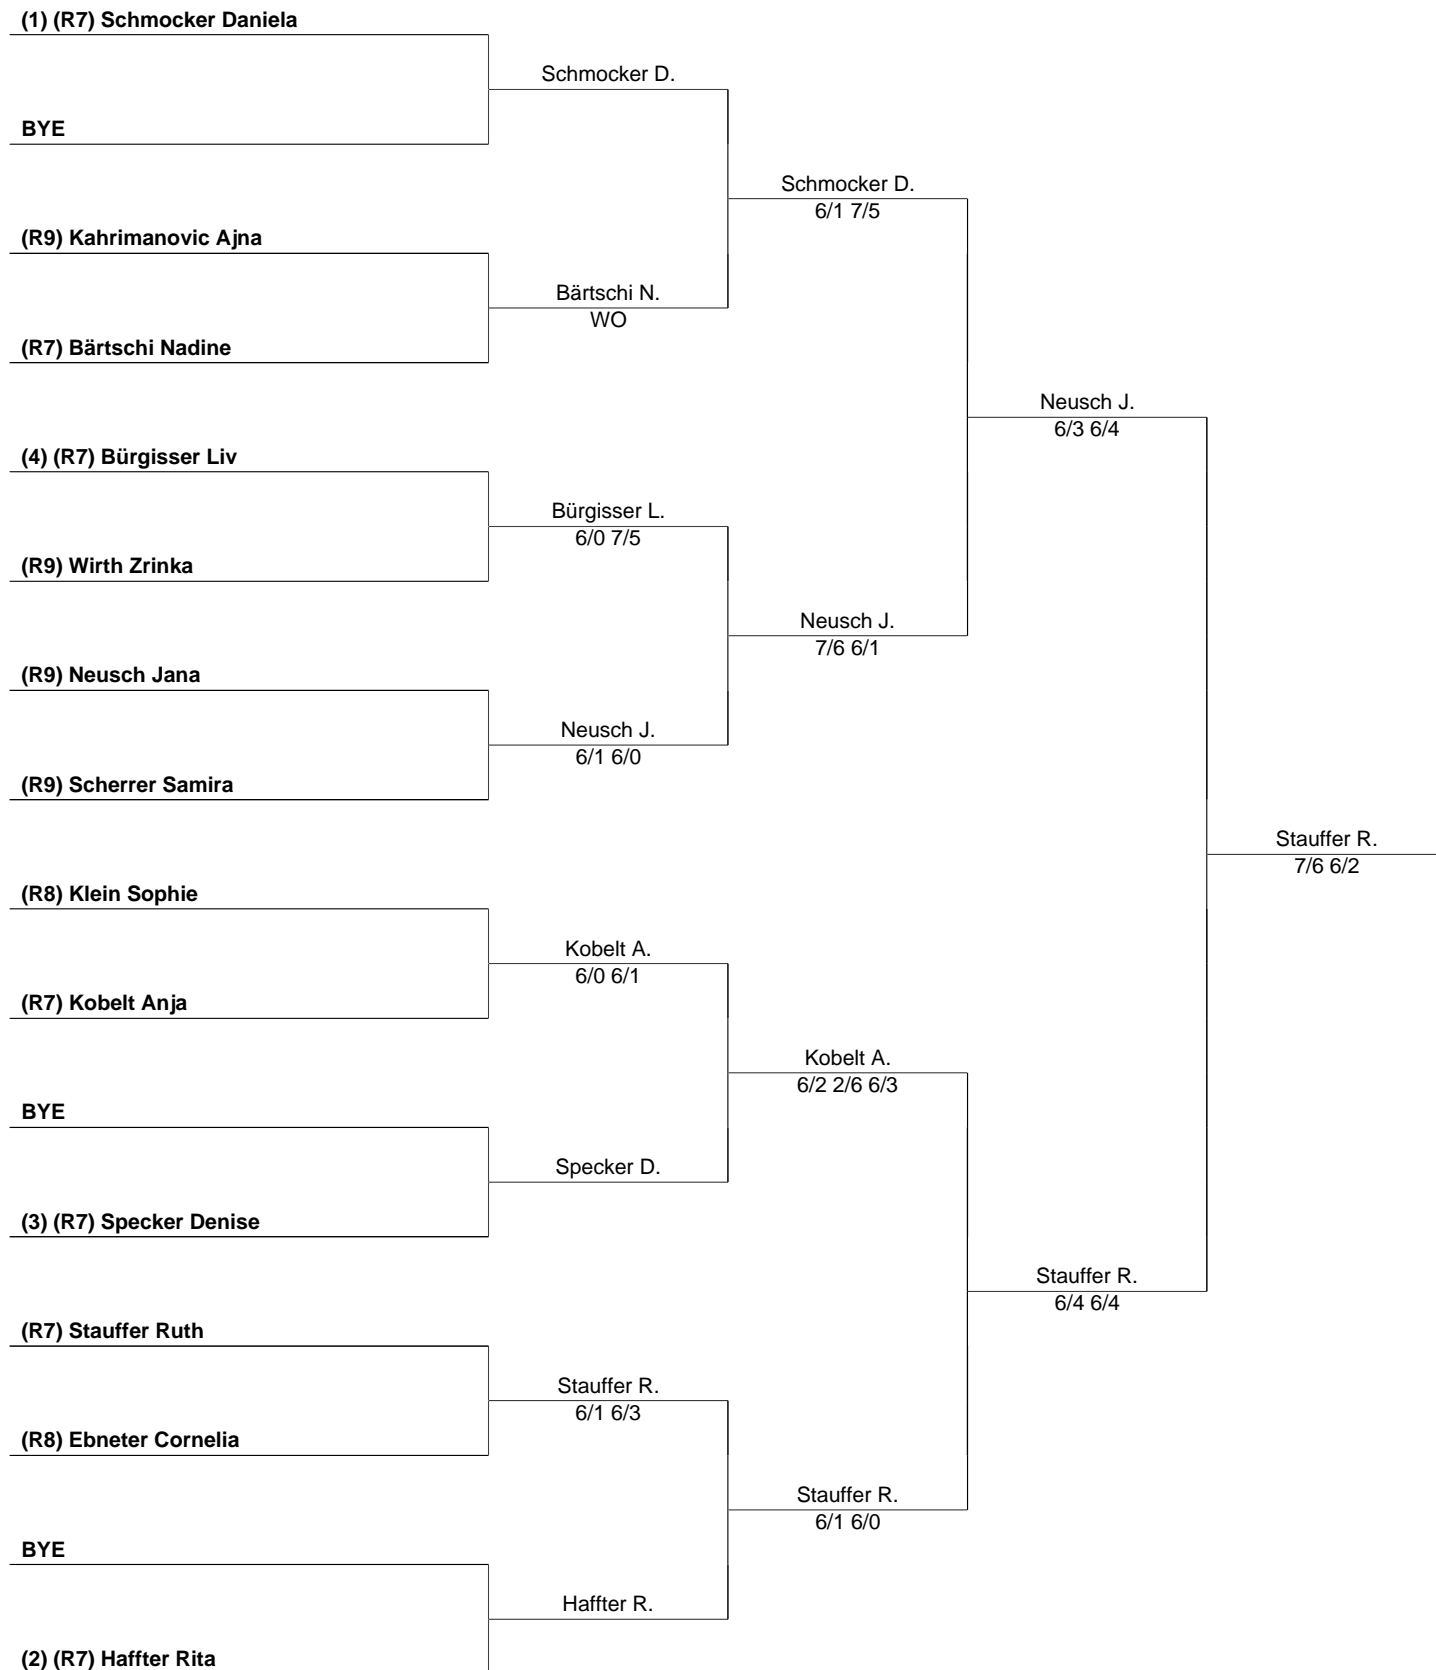 (1) (R7) Schmocker Daniela
Schmocker D.
BYE
Schmocker D.
6/1 7/5
(R9) Kahrimanovic Ajna
Bärtschi N.
WO
(R7) Bärtschi Nadine
Neusch J.
6/3 6/4
(4) (R7) Bürgisser Liv
Bürgisser L.
6/0 7/5
(R9) Wirth Zrinka
Neusch J.
7/6 6/1
(R9) Neusch Jana
Neusch J.
6/1 6/0
(R9) Scherrer Samira
Stauffer R.
7/6 6/2
(R8) Klein Sophie
Kobelt A.
6/0 6/1
(R7) Kobelt Anja
Kobelt A.
6/2 2/6 6/3
BYE
Specker D.
(3) (R7) Specker Denise
Stauffer R.
6/4 6/4
(R7) Stauffer Ruth
Stauffer R.
6/1 6/3
(R8) Ebneter Cornelia
Stauffer R.
6/1 6/0
BYE
Haffter R.
(2) (R7) Haffter Rita